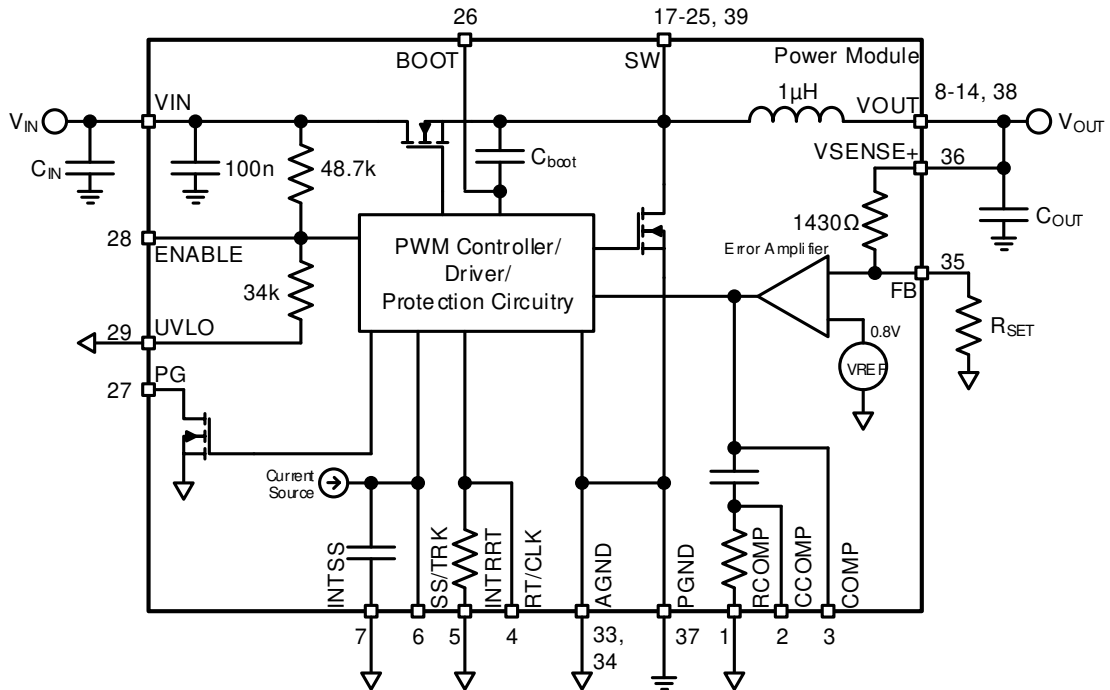 26
17-25, 39
BOOT
SW
Power Module
VIN
1µH
VOUT
8-14, 38
VIN
VOUT
CIN
100n
48.7k
Cboot
VSENSE+
36
1430Ω
COUT
28
ENABLE
PWM Controller/
Driver/
Protection Circuitry
Error Amplifier
35
FB
34k
RSET
29
UVLO
0.8V
VREF
27
PG
Current
Source
INTSS
SS/TRK
INTRRT
RT/CLK
AGND
PGND
RCOMP
CCOMP
COMP
7
6
5
4
33,
34
37
1
2
3